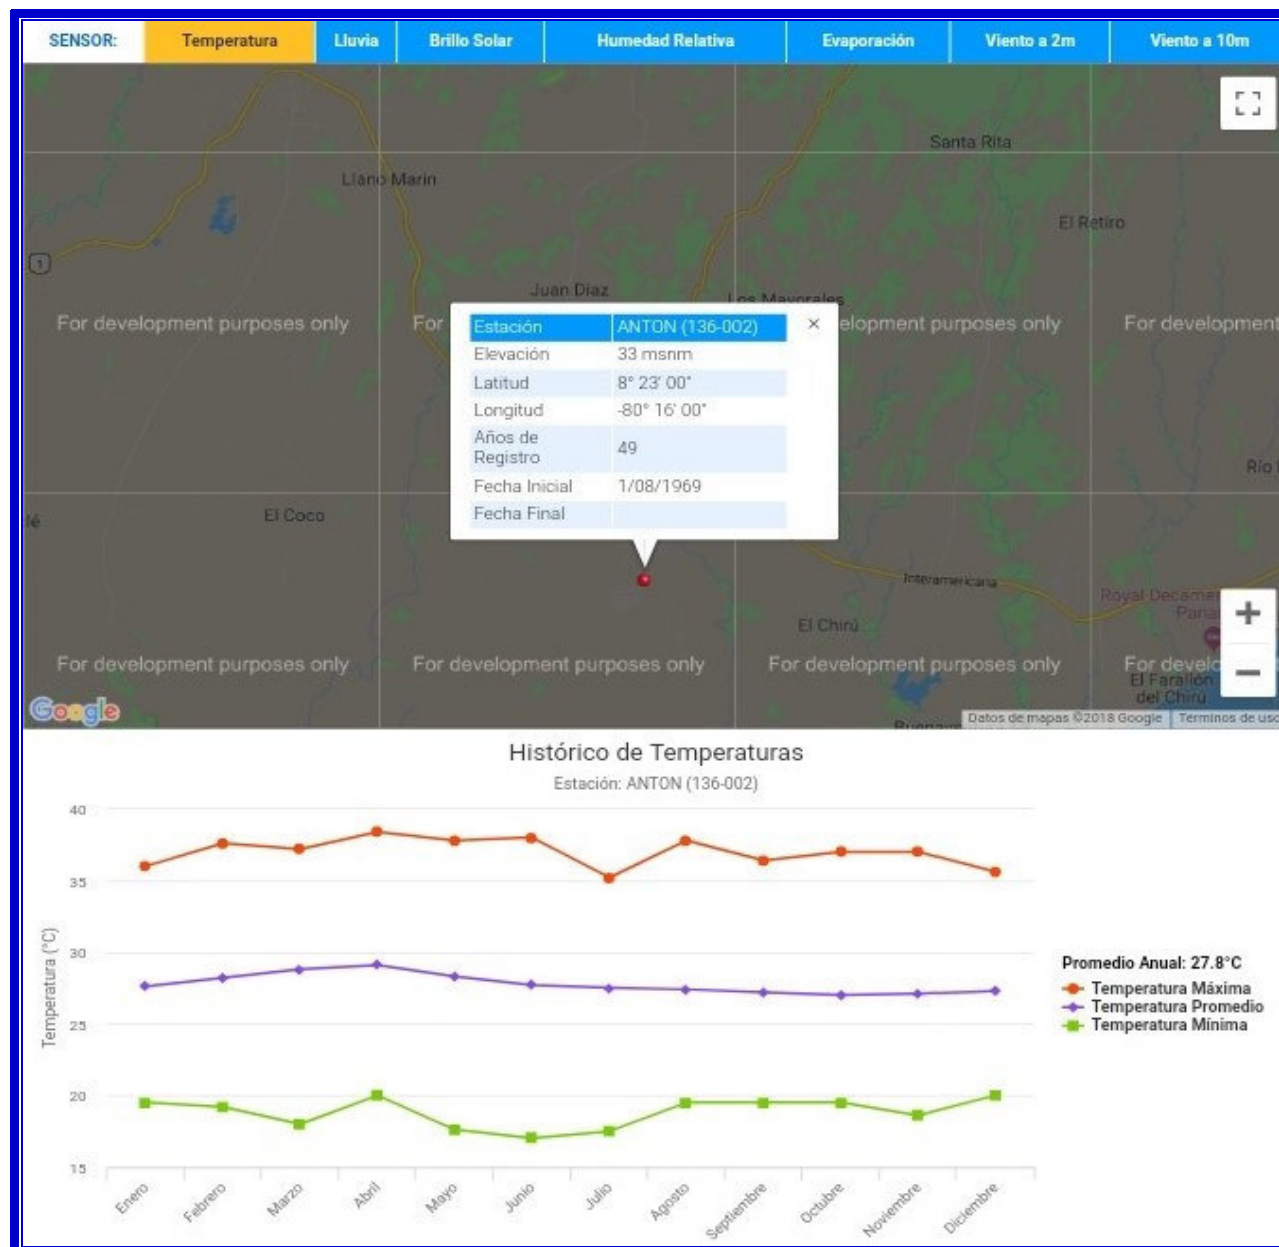 SENSOR: Temperatura Lluvia Brillo Solar Humedad Relativa Evaporación Viento a 2m Viento a 10m
Santa Rita
Llano Marin
El Retiro
1
Juan Diaz
Los Mayorales
For development purposes only
For
elopment purposes only
For development
Estación ANTON (136-002) ×
Elevación 33 msnm
Latitud 8° 23' 00"
Longitud -80° 16' 00"
Años de
Registro 49
Fecha Inicial 1/08/1969
Fecha Final
Río
El Coco
Interamericana
Royal Decame
Pana
+
El Chirú
For development purposes only
For development purposes only
For development purposes only
For develo
−
El Farallón
del Chirú
Google
Datos de mapas ©2018 Google
Términos de uso
Histórico de Temperaturas
Estación: ANTON (136-002)
40
35
30
25
20
15
Temperatura (°C)
Promedio Anual: 27.8°C
Temperatura Máxima
Temperatura Promedio
Temperatura Mínima
Enero Febrero Marzo Abril Mayo Junio Julio Agosto Septiembre Octubre Noviembre Diciembre